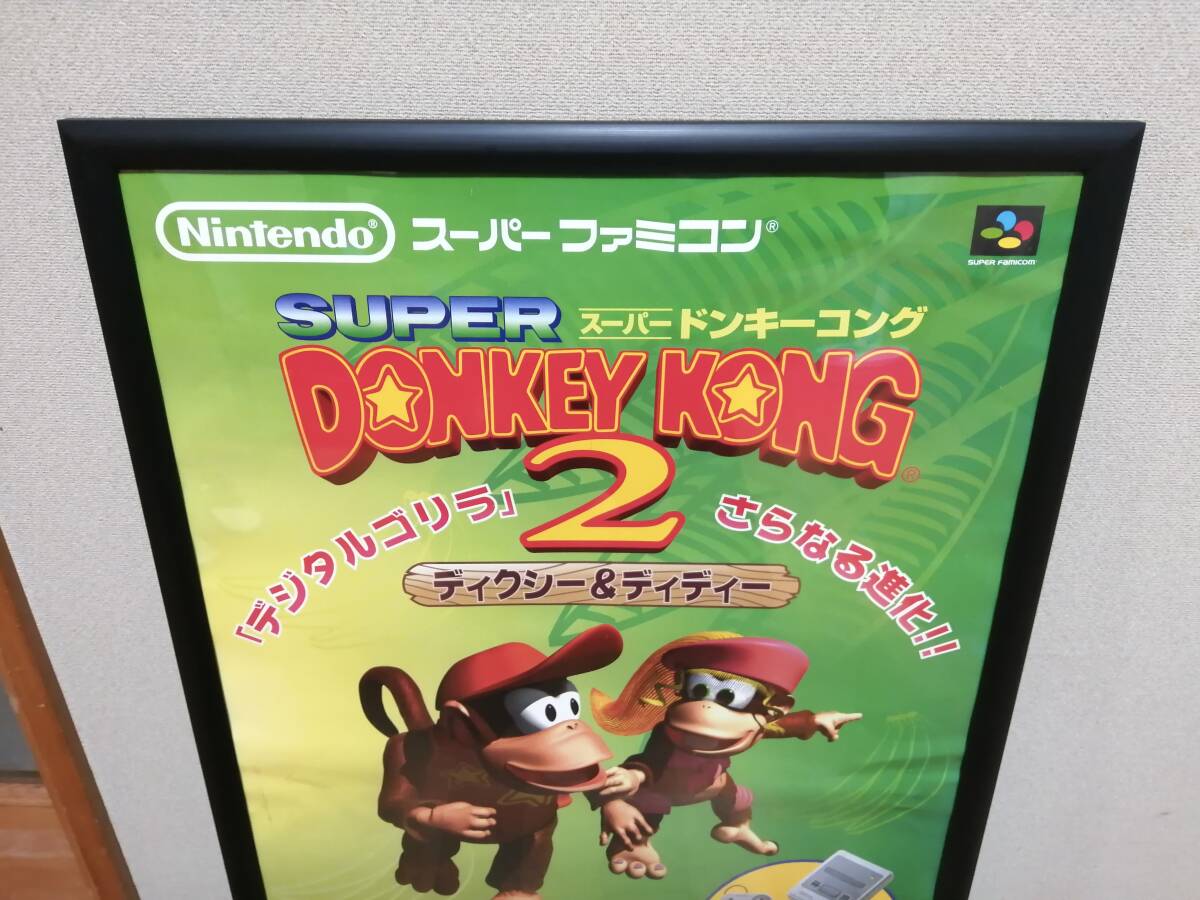 Nintendo® スーパーファミコン®
SUPER FAMICOM
SUPER スーパードンキーコング
DONKEY KONG®
2
「デジタルゴリラ」 さらなる進化!!
ディクシー&ディディー